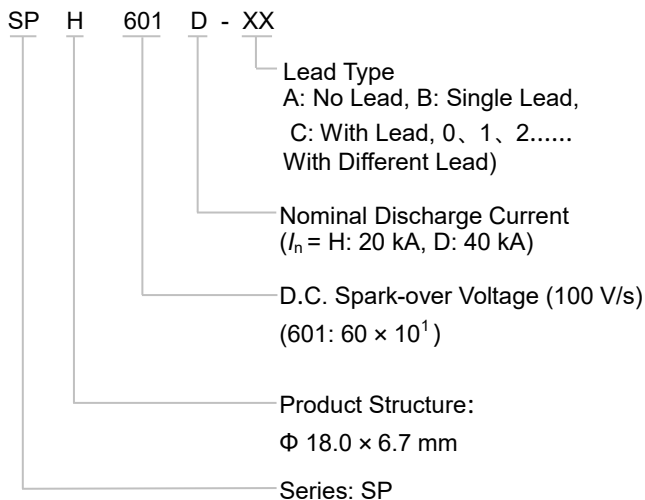 SP H 601 D - XX
Lead Type
A: No Lead, B: Single Lead,
C: With Lead, 0、1、2......
With Different Lead)
Nominal Discharge Current
(Iₙ = H: 20 kA, D: 40 kA)
D.C. Spark-over Voltage (100 V/s)
(601: 60 × 10¹)
Product Structure:
Φ 18.0 × 6.7 mm
Series: SP